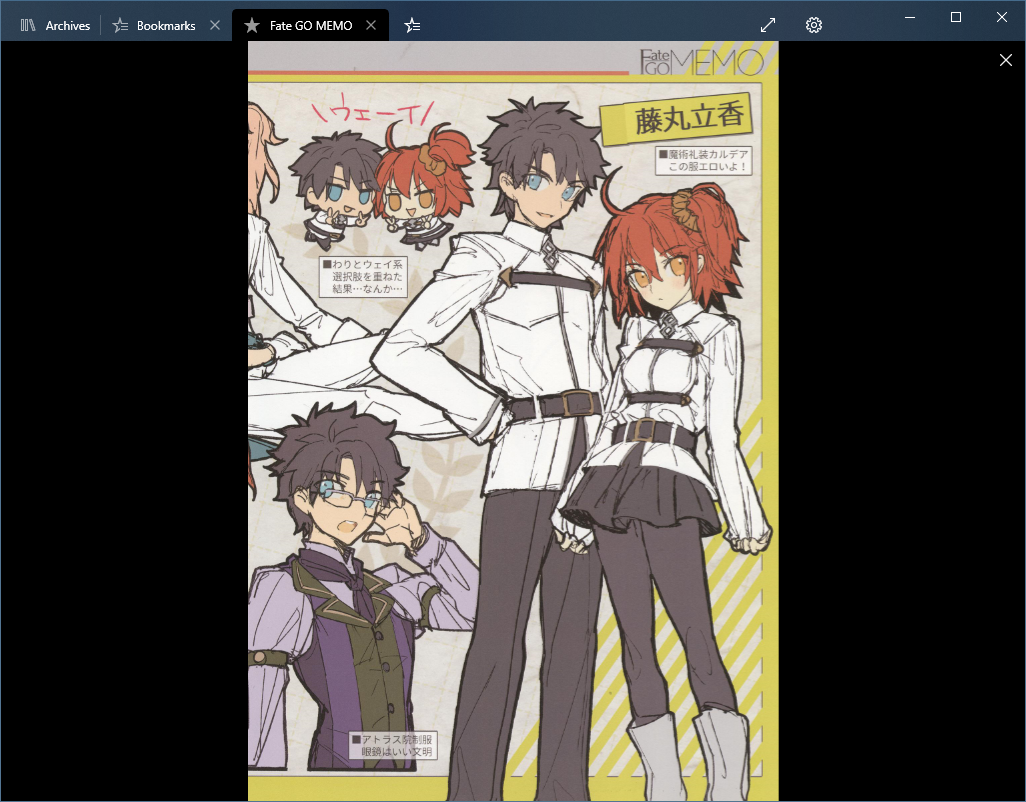 Archives
Bookmarks
Fate GO MEMO
Fate
GO MEMO
＼ウェーイ/
藤丸立香
■魔術礼装カルデア
この服エロいよ！
■わりとウェイ系
選択肢を重ねた
結果…なんか…
■アトラス院制服
眼鏡はいい文明